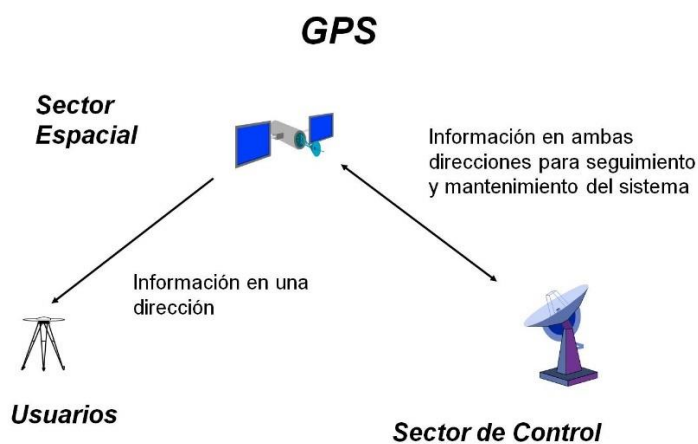 GPS
Sector
Espacial
Información en ambas
direcciones para seguimiento
y mantenimiento del sistema
Información en una
dirección
Usuarios
Sector de Control